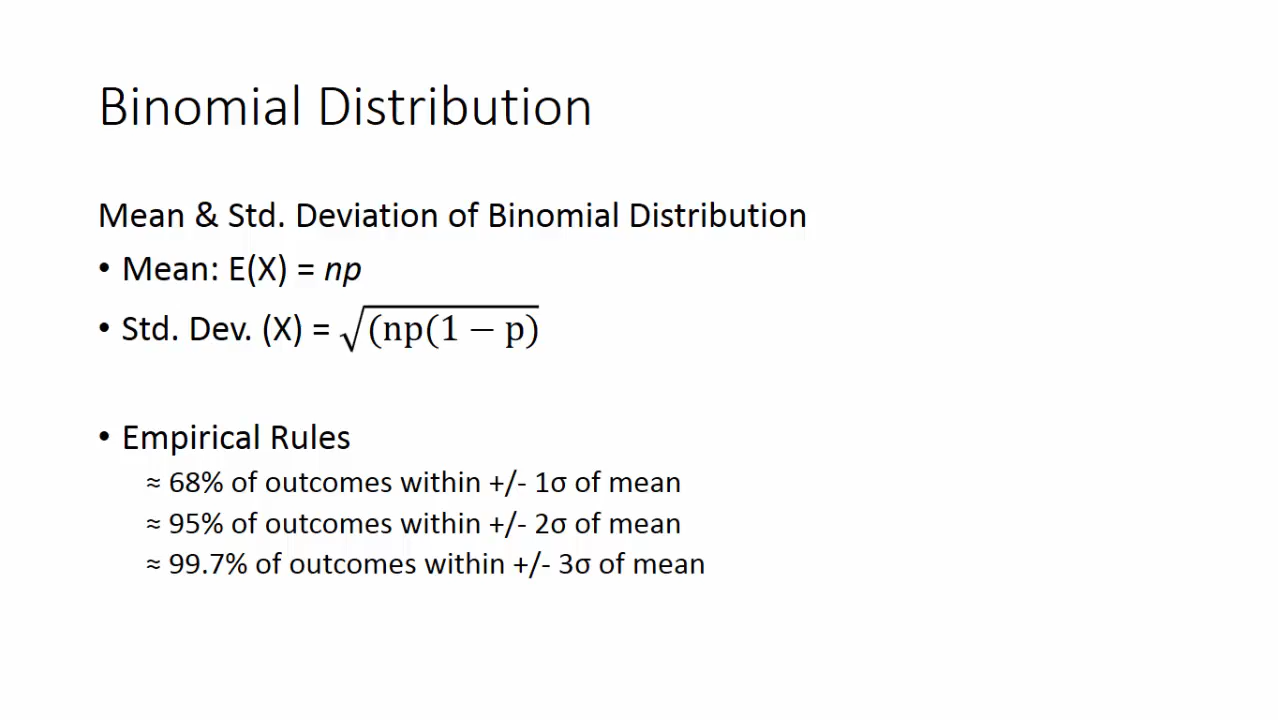 Binomial Distribution
Mean & Std. Deviation of Binomial Distribution
• Mean: E(X) = np
• Std. Dev. (X) = √(np(1 − p)
• Empirical Rules
≈ 68% of outcomes within +/- 1σ of mean
≈ 95% of outcomes within +/- 2σ of mean
≈ 99.7% of outcomes within +/- 3σ of mean